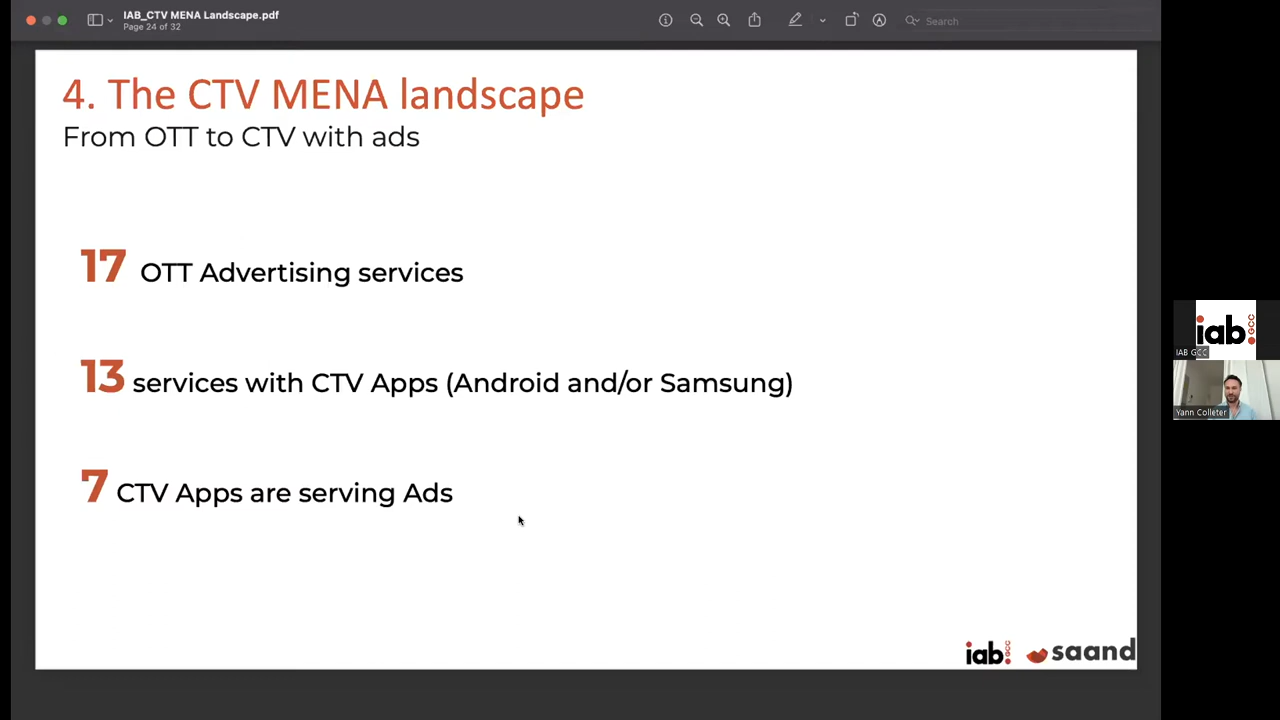 IAB_CTV MENA Landscape.pdf
Page 24 of 32
Search
4. The CTV MENA landscape
From OTT to CTV with ads
17 OTT Advertising services
13 services with CTV Apps (Android and/or Samsung)
7 CTV Apps are serving Ads
iab GCC
saand
iab GCC
IAB GCC
Yann Colleter